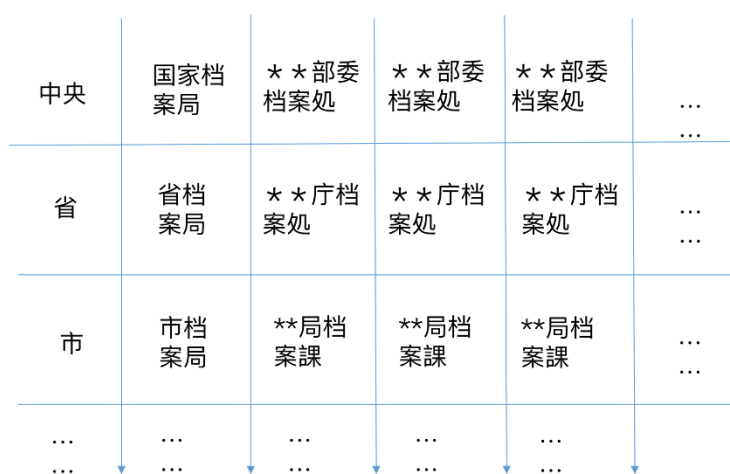 中央
国家档
案局
＊＊部委
档案処
＊＊部委
档案処
＊＊部委
档案処
…
…
省
省档
案局
＊＊庁档
案処
＊＊庁档
案処
＊＊庁档
案処
…
…
市
市档
案局
**局档
案課
**局档
案課
**局档
案課
…
…
…
…
…
…
…
…
…
…
…
…